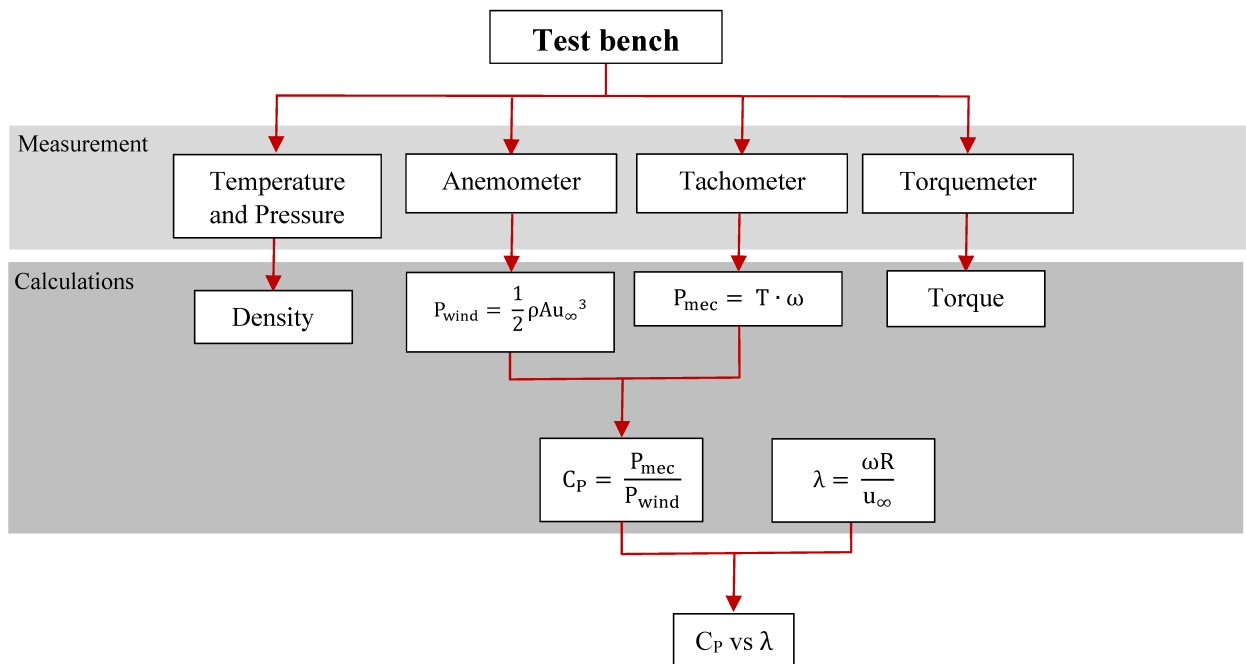 Test bench
Measurement
Temperature
and Pressure
Anemometer
Tachometer
Torquemeter
Calculations
Density
P_wind = 1/2 ρAu_∞³
P_mec = T · ω
Torque
C_P = P_mec / P_wind
λ = ωR / u_∞
C_P vs λ